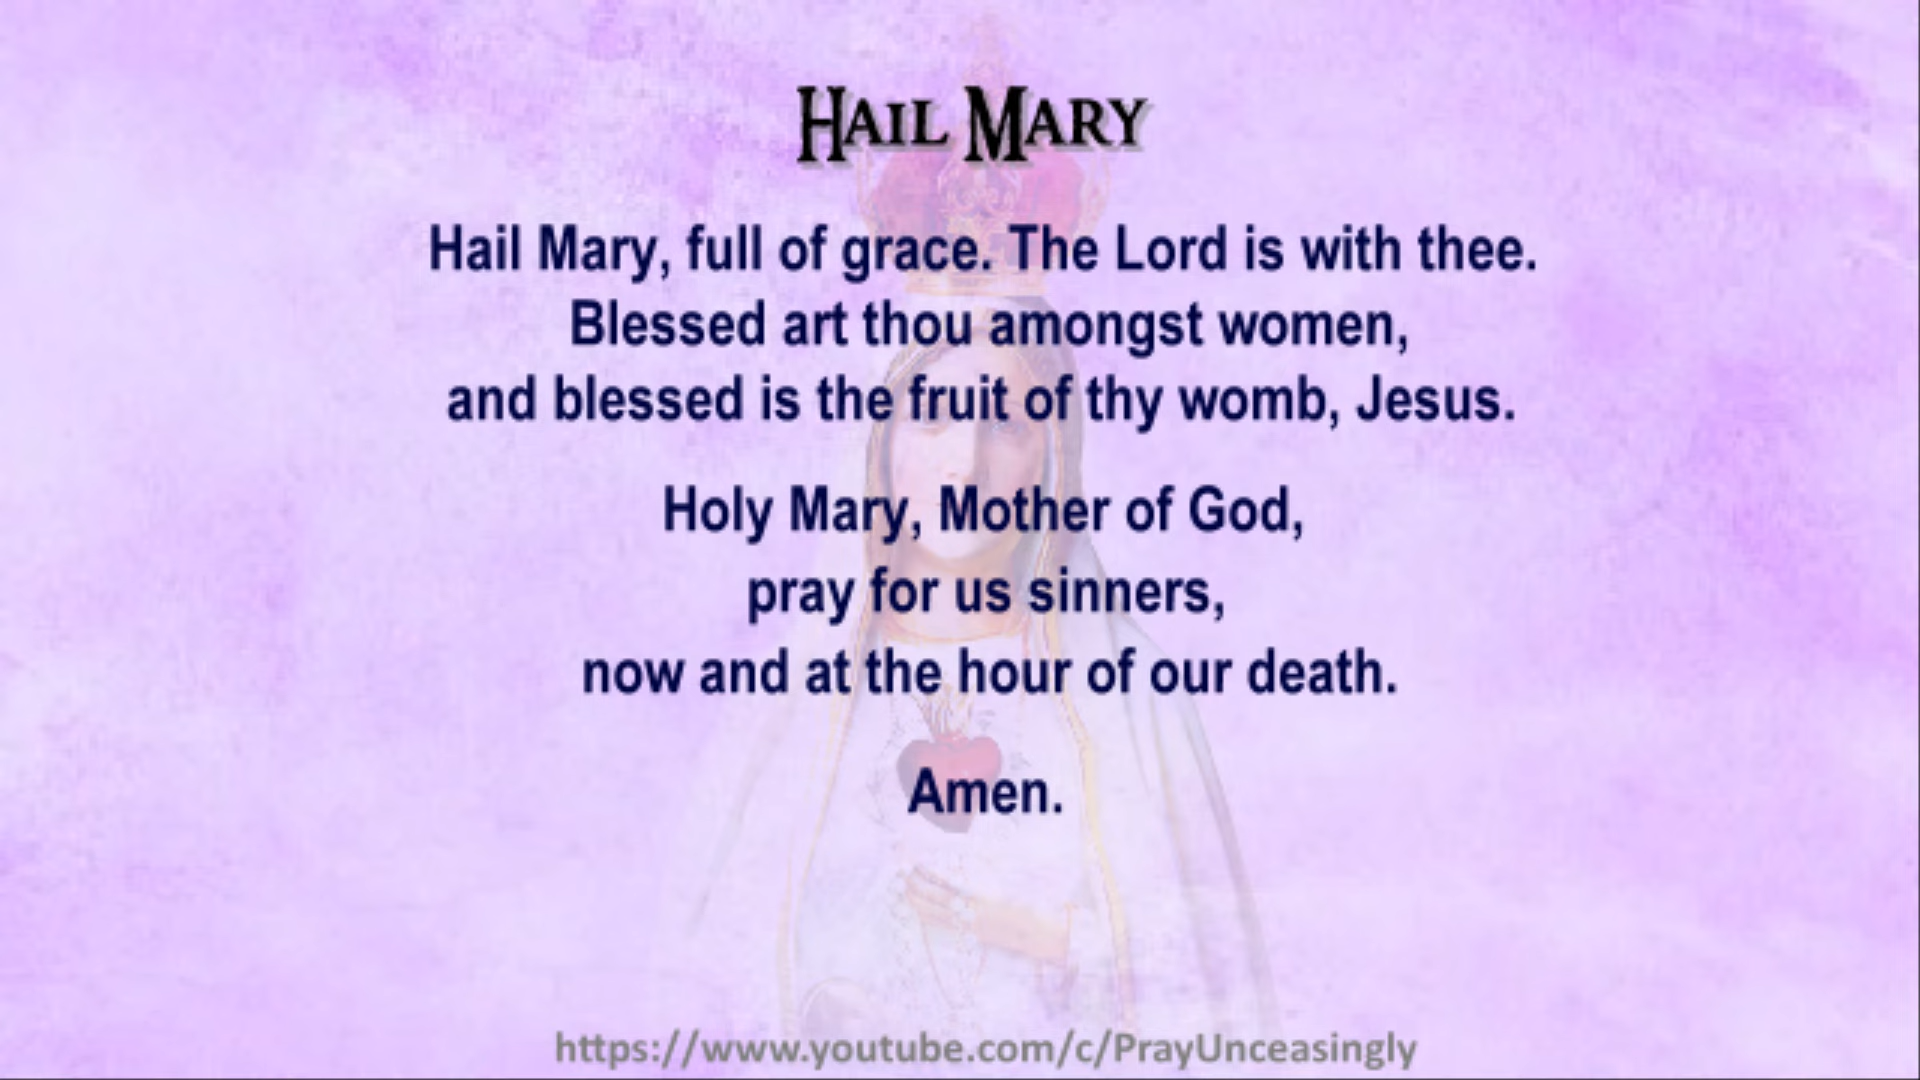 HAIL MARY
Hail Mary, full of grace. The Lord is with thee.
Blessed art thou amongst women,
and blessed is the fruit of thy womb, Jesus.
Holy Mary, Mother of God,
pray for us sinners,
now and at the hour of our death.
Amen.
https://www.youtube.com/c/PrayUnceasingly